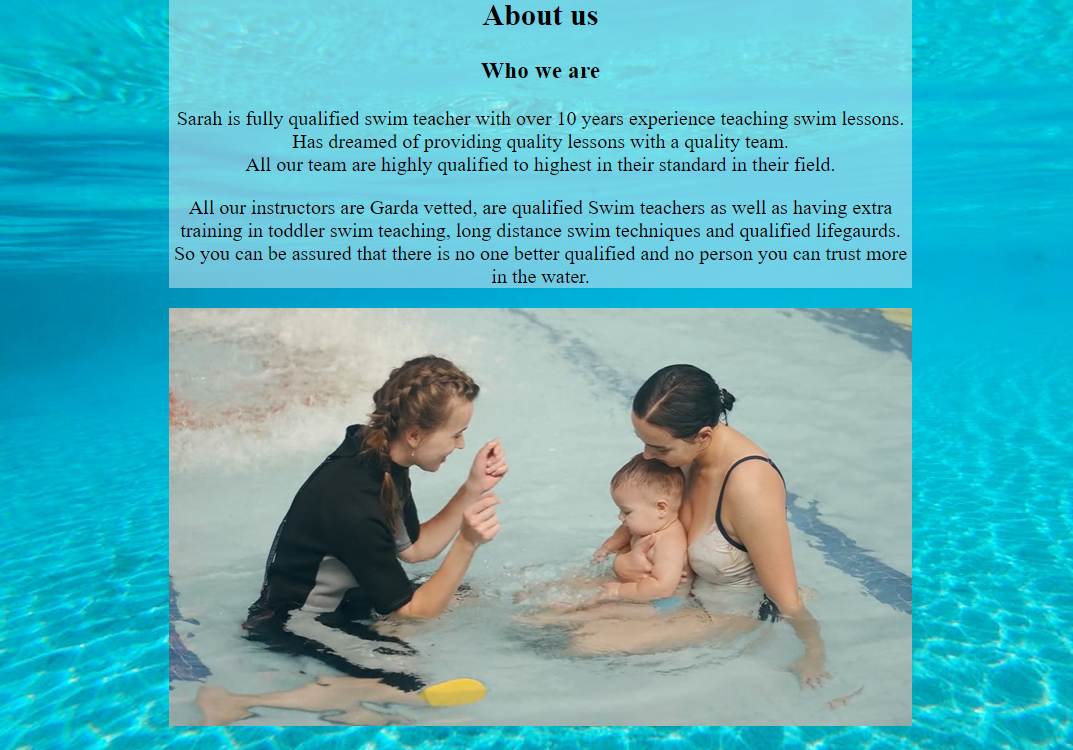 About us
Who we are
Sarah is fully qualified swim teacher with over 10 years experience teaching swim lessons.
Has dreamed of providing quality lessons with a quality team.
All our team are highly qualified to highest in their standard in their field.
All our instructors are Garda vetted, are qualified Swim teachers as well as having extra
training in toddler swim teaching, long distance swim techniques and qualified lifegaurds.
So you can be assured that there is no one better qualified and no person you can trust more
in the water.